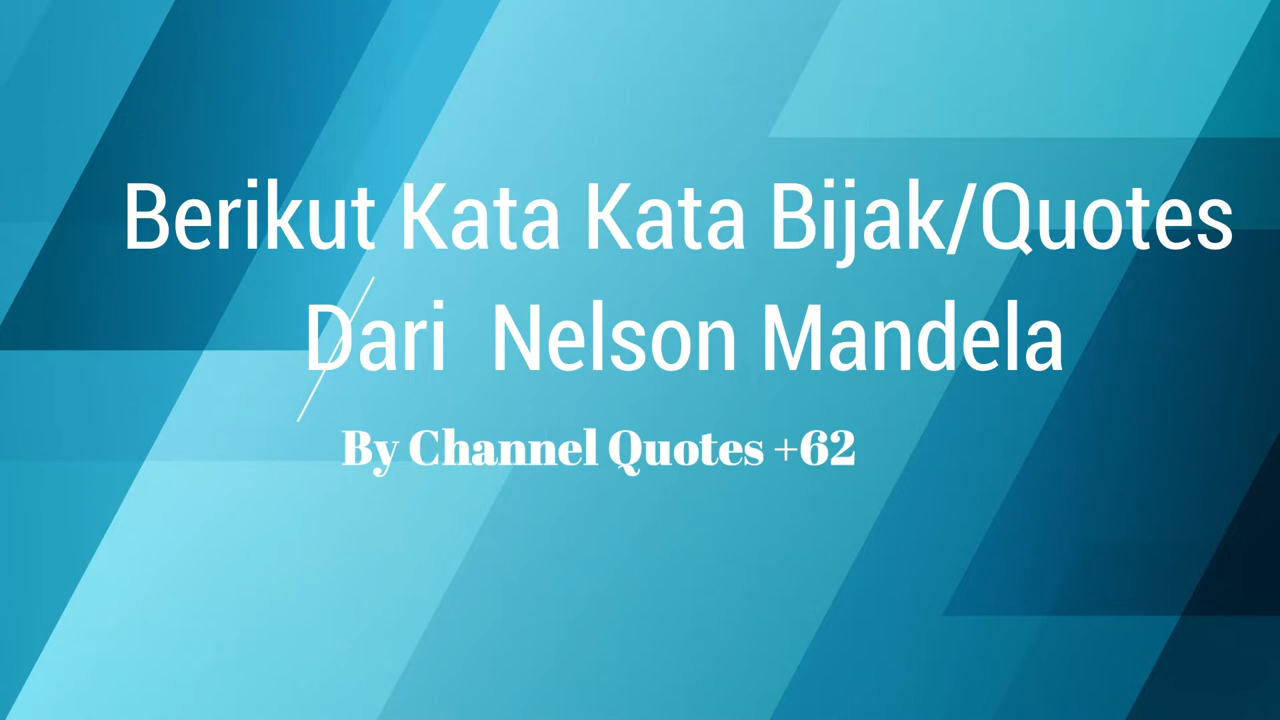 Berikut Kata Kata Bijak/Quotes
Dari Nelson Mandela
By Channel Quotes +62